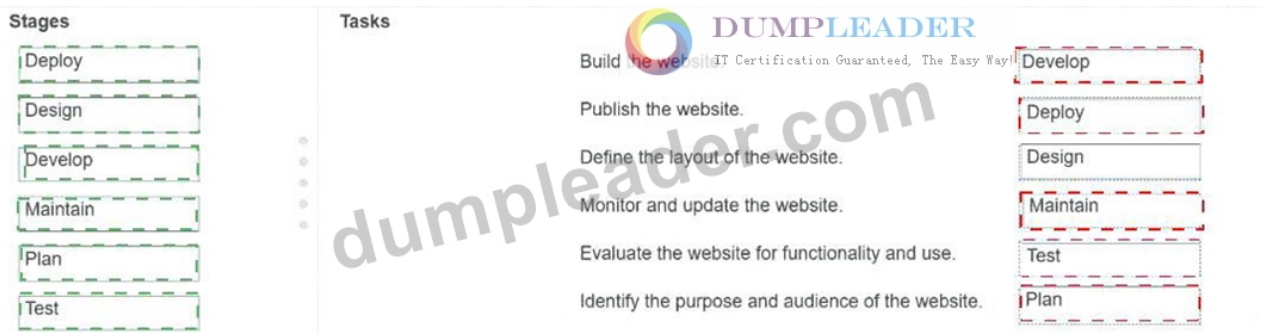 Stages
Tasks
DUMPLEADER
IT Certification Guaranteed, The Easy Way!
Deploy
Build the website.
Develop
Design
Publish the website.
Deploy
Develop
Define the layout of the website.
Design
Maintain
Monitor and update the website.
Maintain
Plan
Evaluate the website for functionality and use.
Test
Test
Identify the purpose and audience of the website.
Plan
dumpleader.com